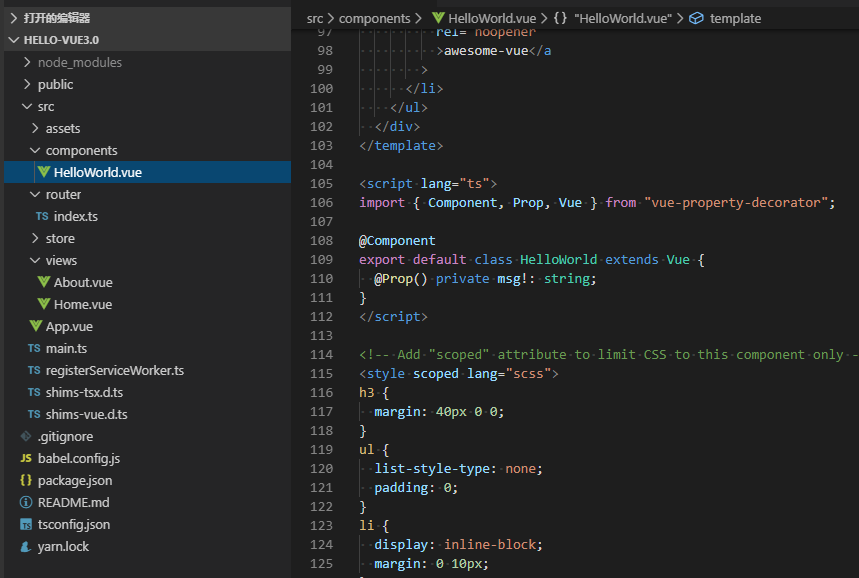 打开的编辑器
HELLO-VUE3.0
node_modules
public
src
assets
components
HelloWorld.vue
router
TS index.ts
store
views
About.vue
Home.vue
App.vue
TS main.ts
TS registerServiceWorker.ts
TS shims-tsx.d.ts
TS shims-vue.d.ts
.gitignore
JS babel.config.js
{} package.json
README.md
TS tsconfig.json
yarn.lock
src > components > HelloWorld.vue > {} "HelloWorld.vue" > template
97 rel="noopener
98 >awesome-vue</a
99 >
100 </li>
101 </ul>
102 </div>
103 </template>
104
105 <script lang="ts">
106 import { Component, Prop, Vue } from "vue-property-decorator";
107
108 @Component
109 export default class HelloWorld extends Vue {
110 @Prop() private msg!: string;
111 }
112 </script>
113
114 <!-- Add "scoped" attribute to limit CSS to this component only -
115 <style scoped lang="scss">
116 h3 {
117 margin: 40px 0 0;
118 }
119 ul {
120 list-style-type: none;
121 padding: 0;
122 }
123 li {
124 display: inline-block;
125 margin: 0 10px;